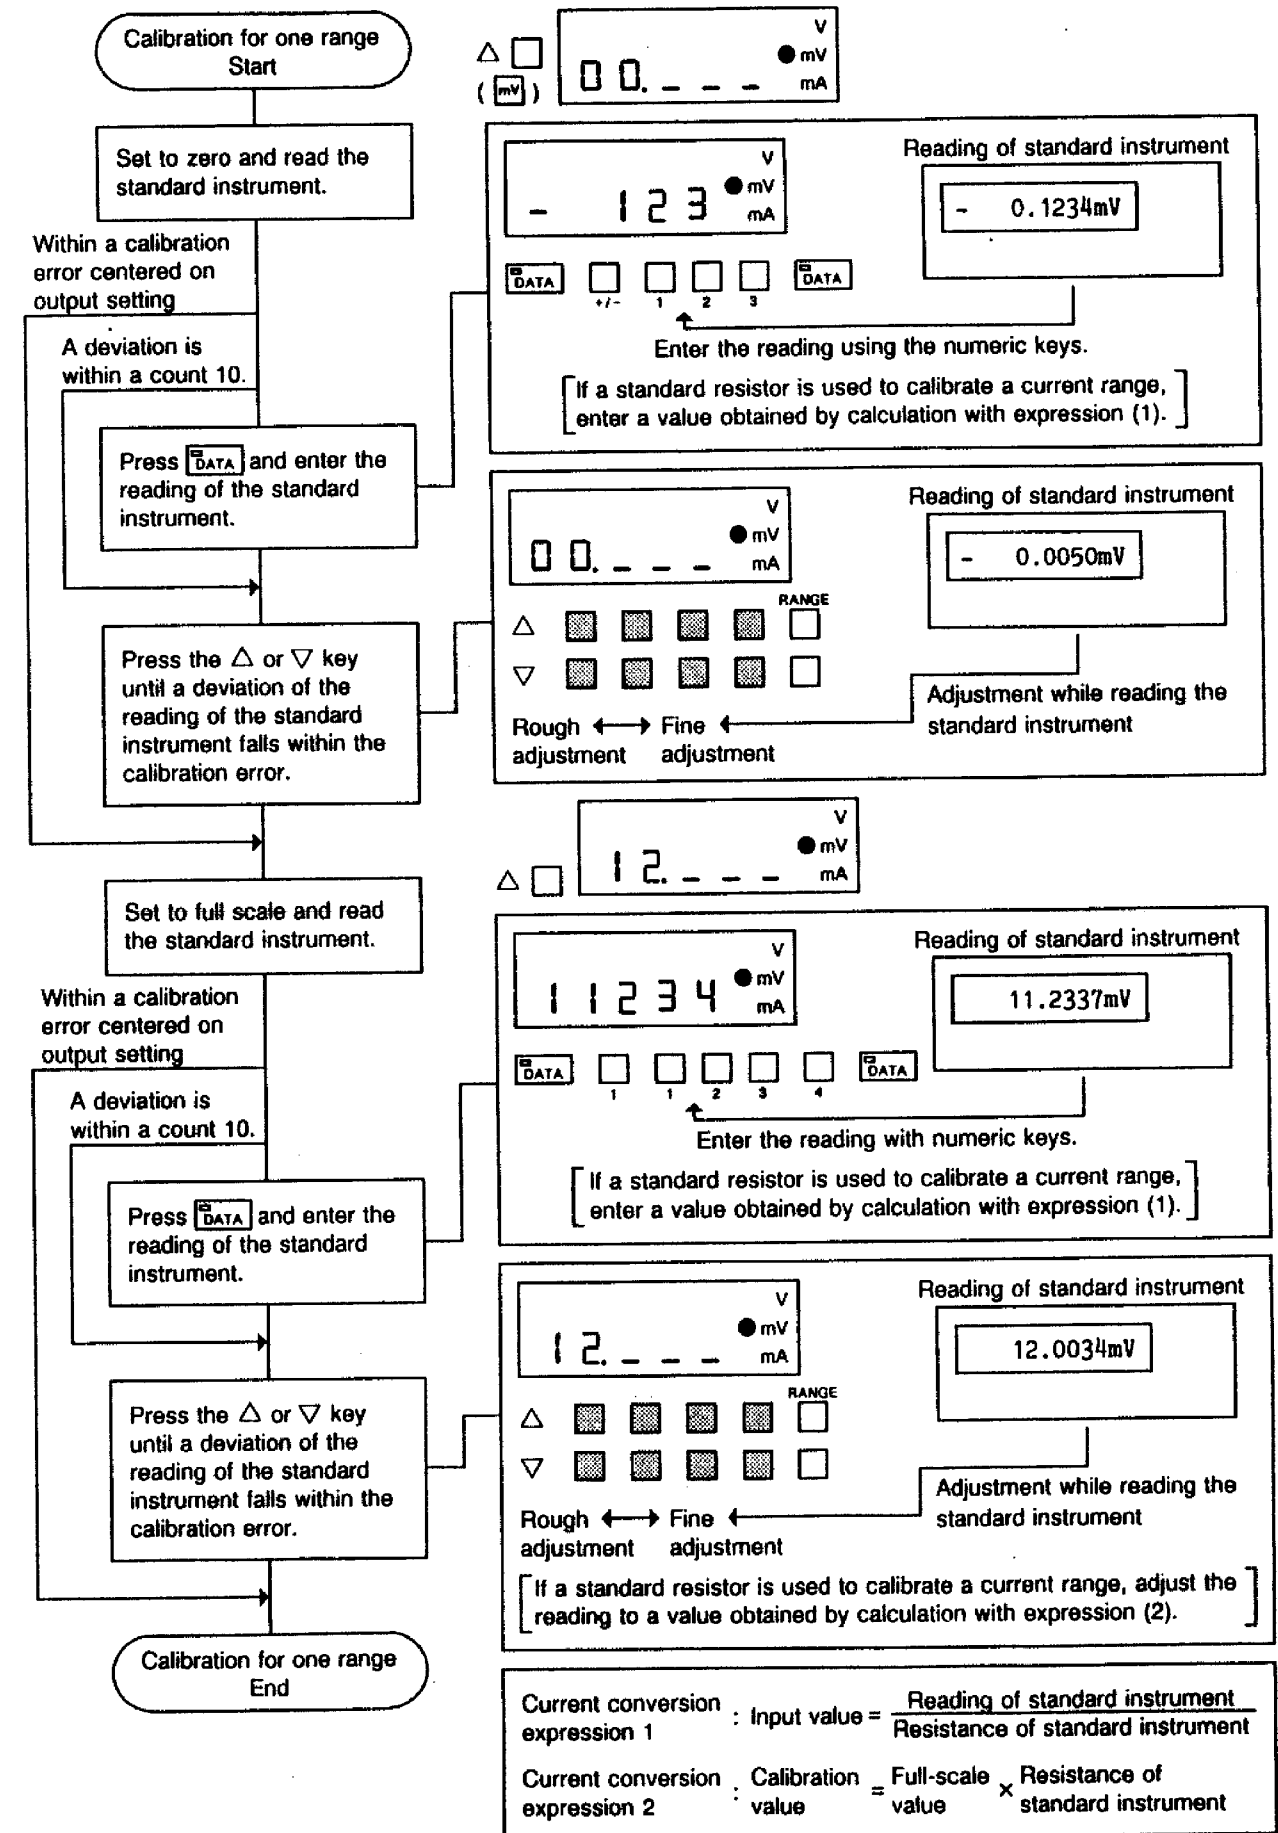 Calibration for one range
Start
V
mV
mA
00._ _ _
△
( mV )
Set to zero and read the
standard instrument.
Reading of standard instrument
V
mV
mA
- 123
- 0.1234mV
DATA
+/-
1
2
3
DATA
Enter the reading using the numeric keys.
[If a standard resistor is used to calibrate a current range,
enter a value obtained by calculation with expression (1).]
Within a calibration
error centered on
output setting
A deviation is
within a count 10.
Press DATA and enter the
reading of the standard
instrument.
Reading of standard instrument
V
mV
mA
00._ _ _
- 0.0050mV
RANGE
△
▽
Rough ↔ Fine
adjustment adjustment
Adjustment while reading the
standard instrument
Press the △ or ▽ key
until a deviation of the
reading of the standard
instrument falls within the
calibration error.
V
mV
mA
12._ _ _
△
Set to full scale and read
the standard instrument.
Reading of standard instrument
V
mV
mA
11234
11.2337mV
DATA
1
1
2
3
4
DATA
Enter the reading with numeric keys.
[If a standard resistor is used to calibrate a current range,
enter a value obtained by calculation with expression (1).]
Within a calibration
error centered on
output setting
A deviation is
within a count 10.
Press DATA and enter the
reading of the standard
instrument.
Reading of standard instrument
V
mV
mA
12._ _ _
12.0034mV
RANGE
△
▽
Rough ↔ Fine
adjustment adjustment
Adjustment while reading the
standard instrument
[If a standard resistor is used to calibrate a current range, adjust the
reading to a value obtained by calculation with expression (2).]
Press the △ or ▽ key
until a deviation of the
reading of the standard
instrument falls within the
calibration error.
Calibration for one range
End
Current conversion
expression 1
: Input value =
Reading of standard instrument
Resistance of standard instrument
Current conversion
expression 2
: Calibration
value
= Full-scale
value
× Resistance of
standard instrument